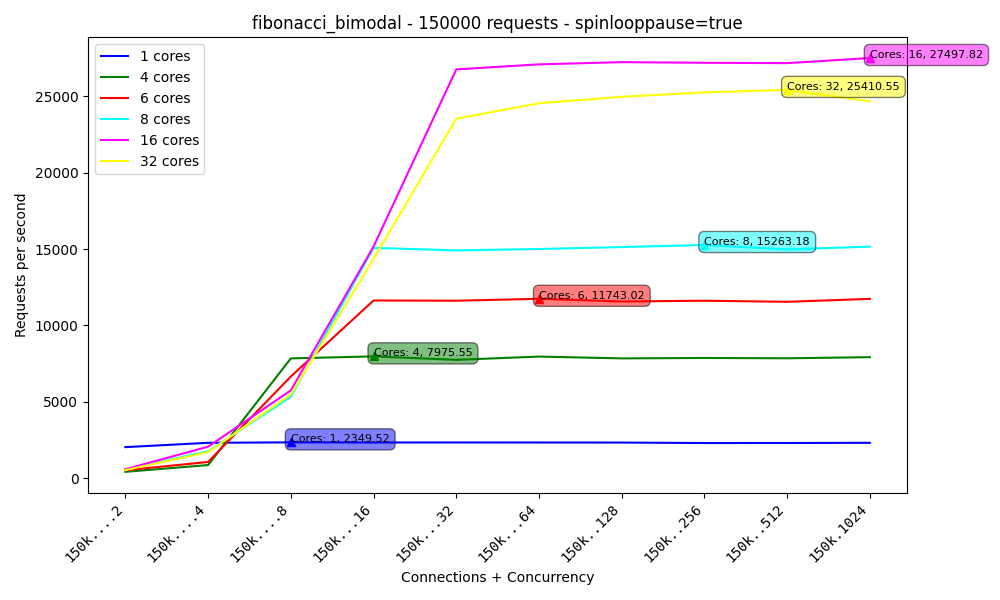 fibonacci_bimodal - 150000 requests - spinlooppause=true
Requests per second
25000
20000
15000
10000
5000
0
1 cores
4 cores
6 cores
8 cores
16 cores
32 cores
Cores: 16, 27497.82
Cores: 32, 25410.55
Cores: 8, 15263.18
Cores: 6, 11743.02
Cores: 4, 7975.55
Cores: 1, 2349.52
150k....2
150k....4
150k....8
150k...16
150k...32
150k...64
150k..128
150k..256
150k..512
150k.1024
Connections + Concurrency